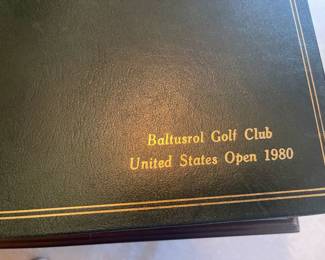 Baltusrol Golf Club
United States Open 1980